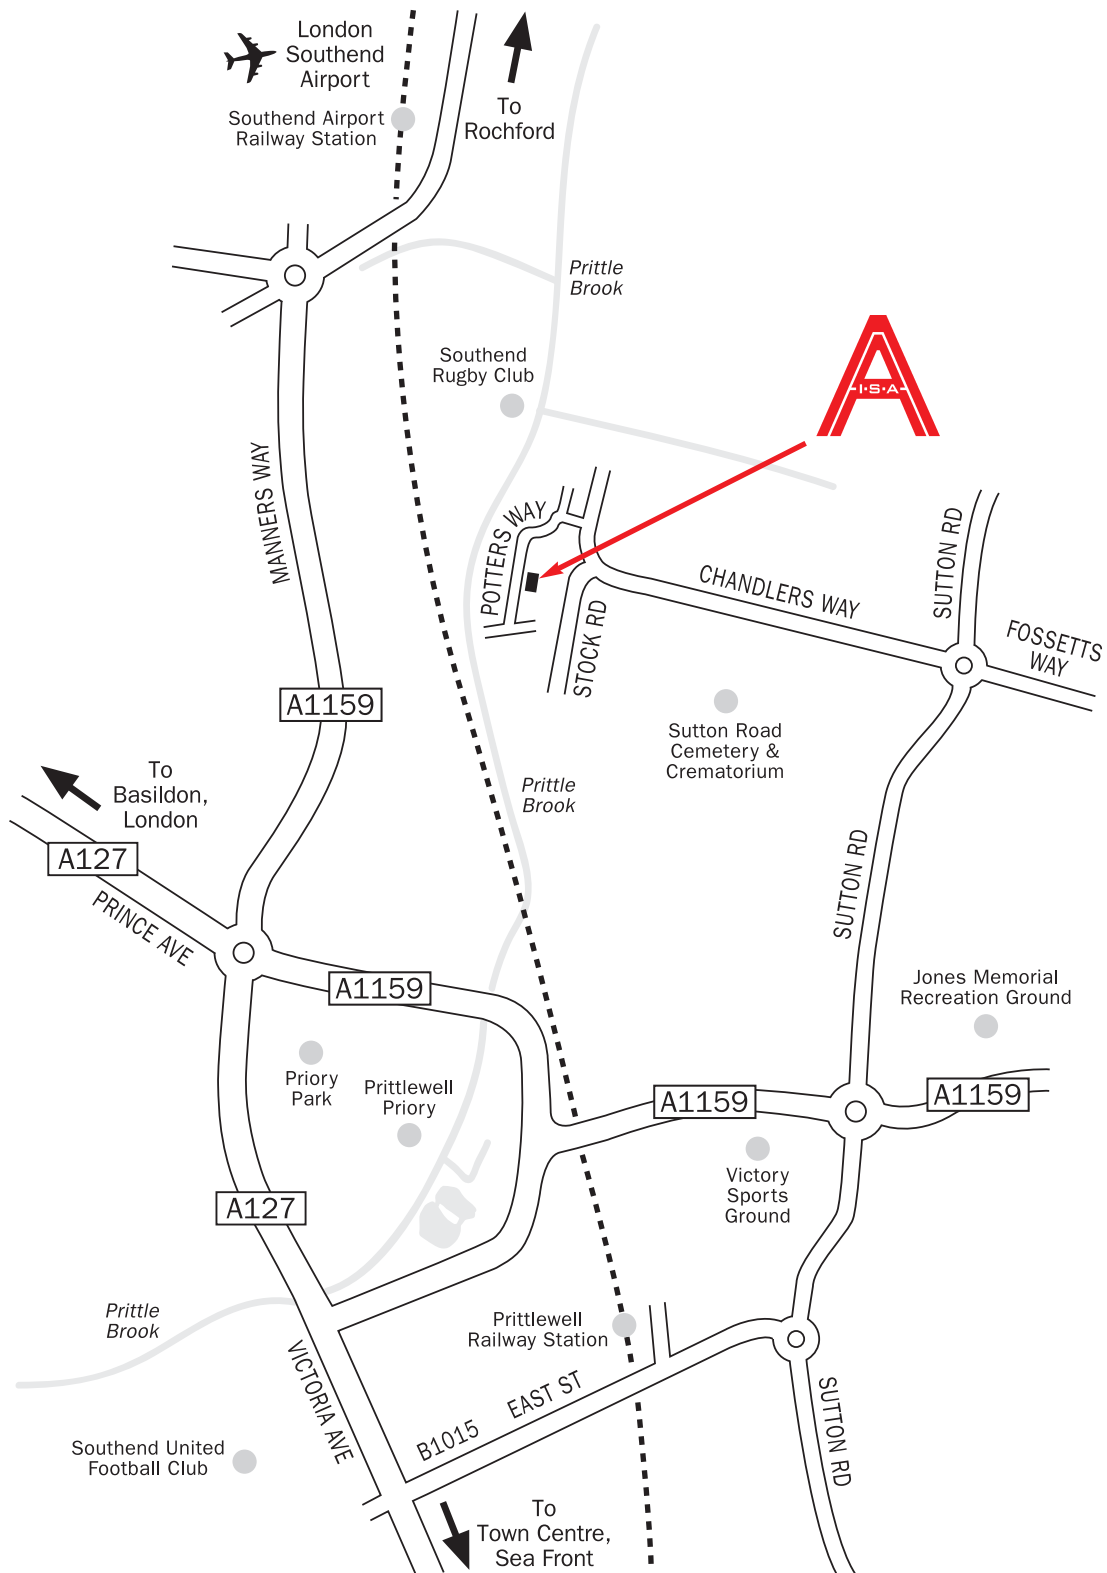 London
Southend
Airport
Southend Airport
Railway Station
To
Rochford
Prittle
Brook
Southend
Rugby Club
I·S·A
MANNERS WAY
POTTERS WAY
STOCK RD
CHANDLERS WAY
SUTTON RD
FOSSETTS
WAY
A1159
Sutton Road
Cemetery &
Crematorium
To
Basildon,
London
Prittle
Brook
A127
PRINCE AVE
SUTTON RD
A1159
Jones Memorial
Recreation Ground
Priory
Park
Prittlewell
Priory
A1159
A1159
Victory
Sports
Ground
A127
Prittle
Brook
Prittlewell
Railway Station
VICTORIA AVE
B1015 EAST ST
SUTTON RD
Southend United
Football Club
To
Town Centre,
Sea Front